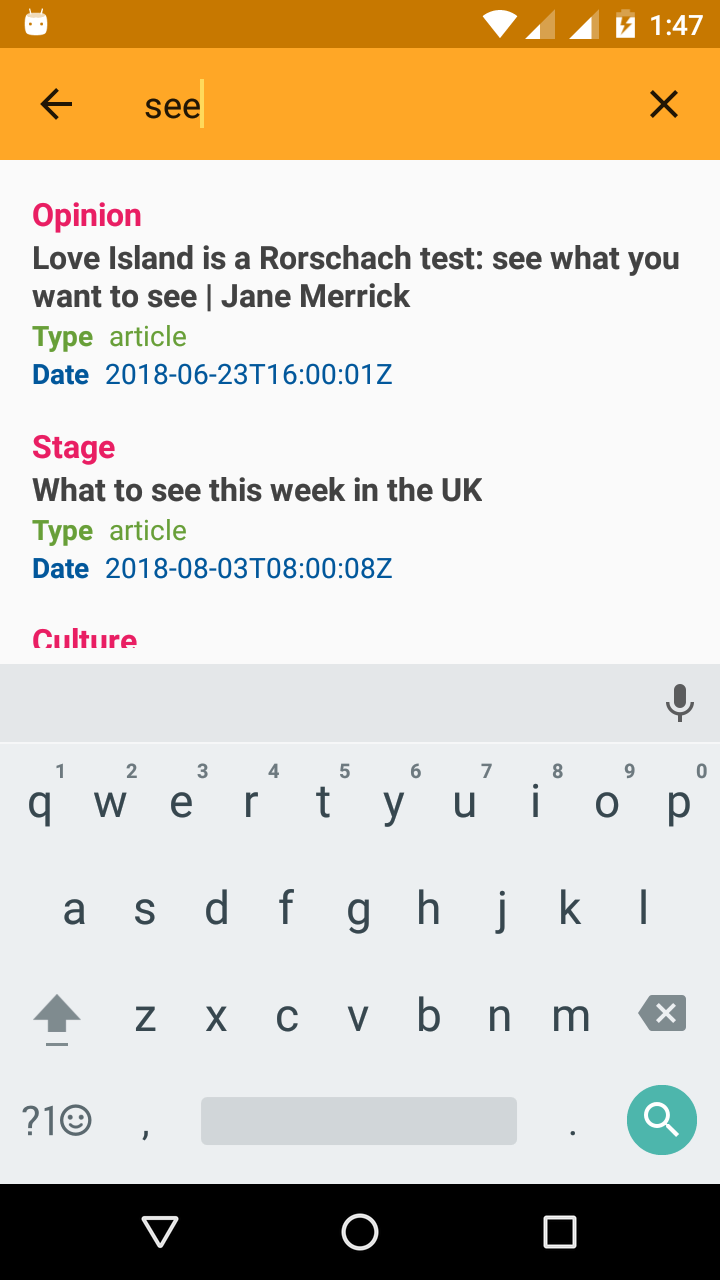 1:47
see
Opinion
Love Island is a Rorschach test: see what you
want to see | Jane Merrick
Type article
Date 2018-06-23T16:00:01Z
Stage
What to see this week in the UK
Type article
Date 2018-08-03T08:00:08Z
Culture
1 2 3 4 5 6 7 8 9 0
q w e r t y u i o p
a s d f g h j k l
z x c v b n m
?1 , .